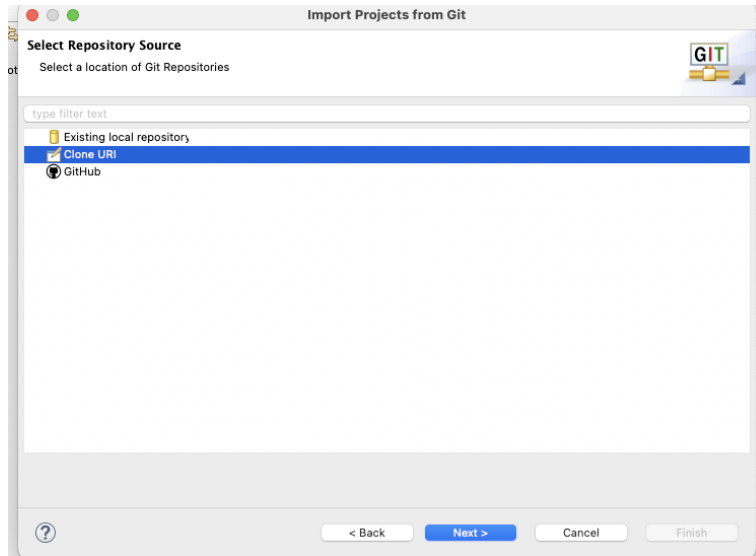 Import Projects from Git
Select Repository Source
Select a location of Git Repositories
GIT
ot
type filter text
Existing local repository
Clone URI
GitHub
?
< Back
Next >
Cancel
Finish